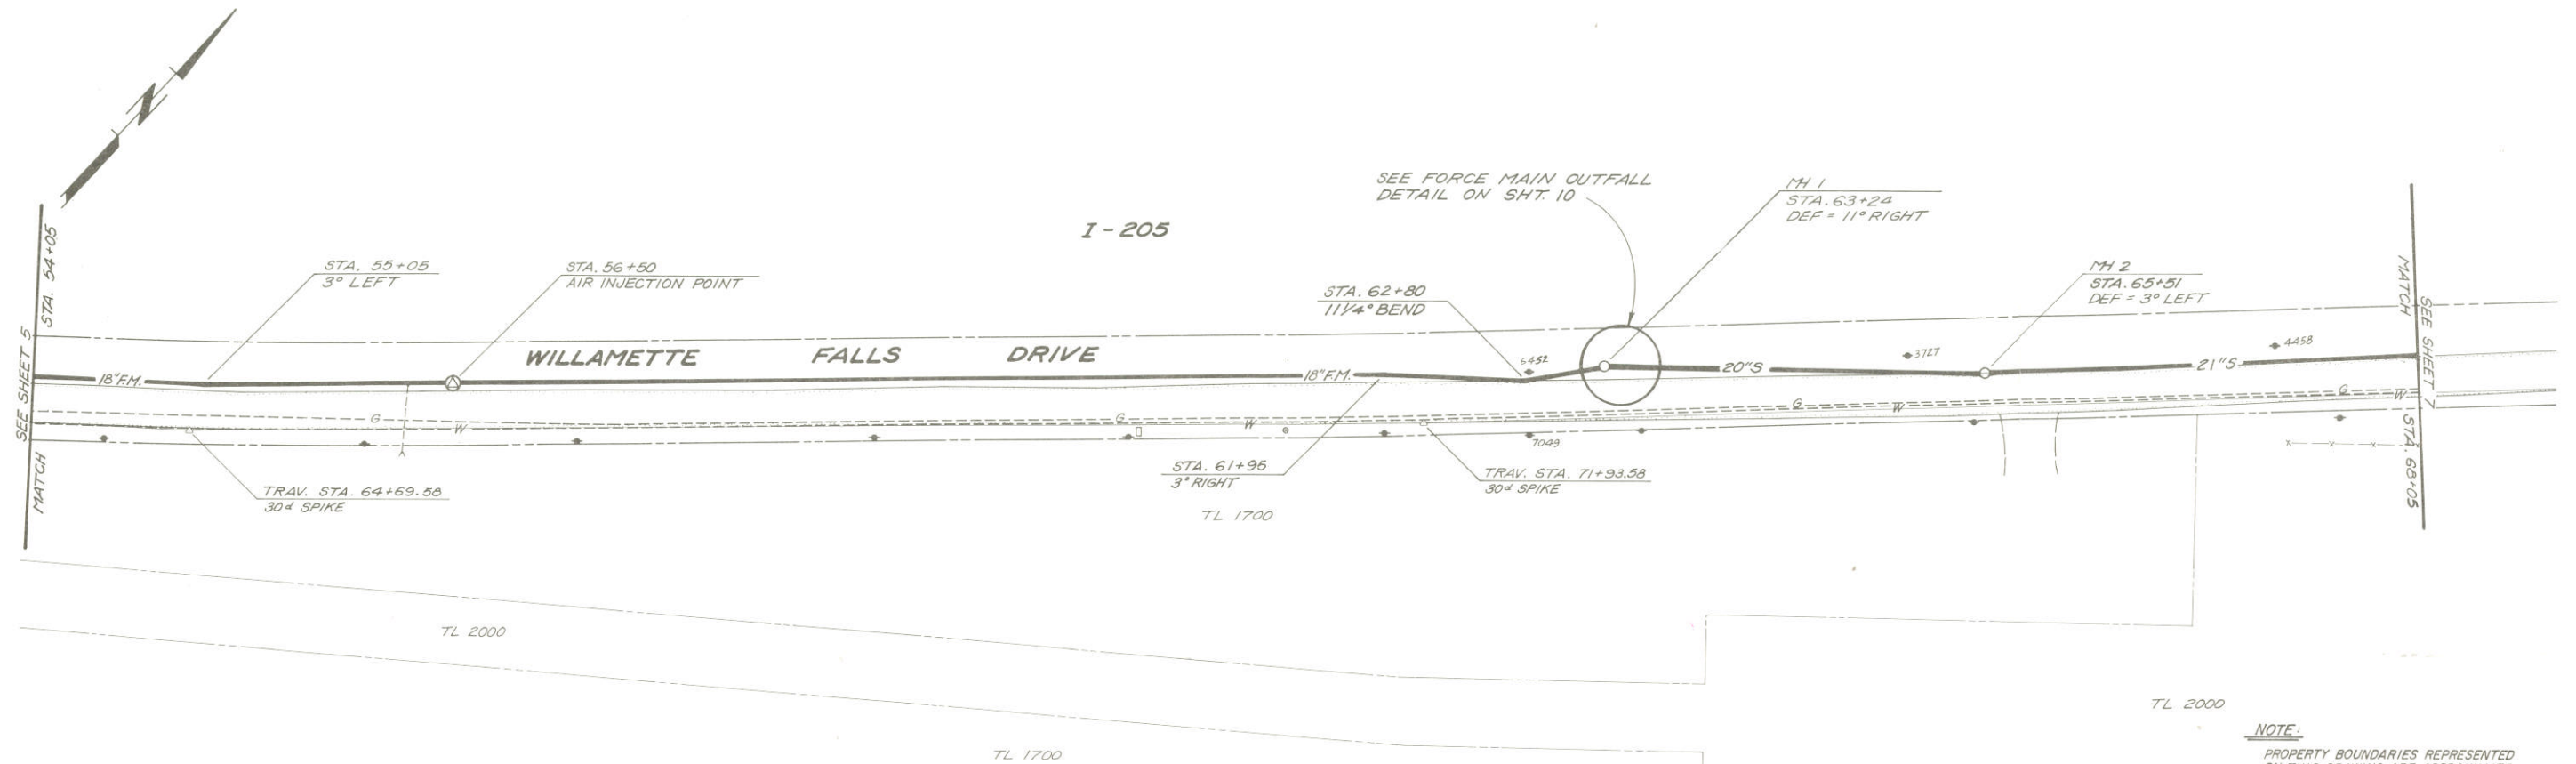 N
SEE FORCE MAIN OUTFALL
DETAIL ON SHT. 10
MH 1
STA. 63+24
DEF = 11° RIGHT
I-205
STA. 54+05
STA. 55+05
3° LEFT
STA. 56+50
AIR INJECTION POINT
STA. 62+80
11 1/4° BEND
MH 2
STA. 65+51
DEF = 3° LEFT
MATCH
SEE SHEET 7
STA. 68+05
SEE SHEET 5
MATCH
WILLAMETTE FALLS DRIVE
6452
3727
4458
18" F.M.
18" F.M.
20" S
21" S
G
W
G
W
G
W
G
W
7049
STA. 61+95
3° RIGHT
TRAV. STA. 71+93.58
30d SPIKE
TRAV. STA. 64+69.58
30d SPIKE
TL 1700
TL 2000
TL 2000
TL 1700
NOTE:
PROPERTY BOUNDARIES REPRESENTED